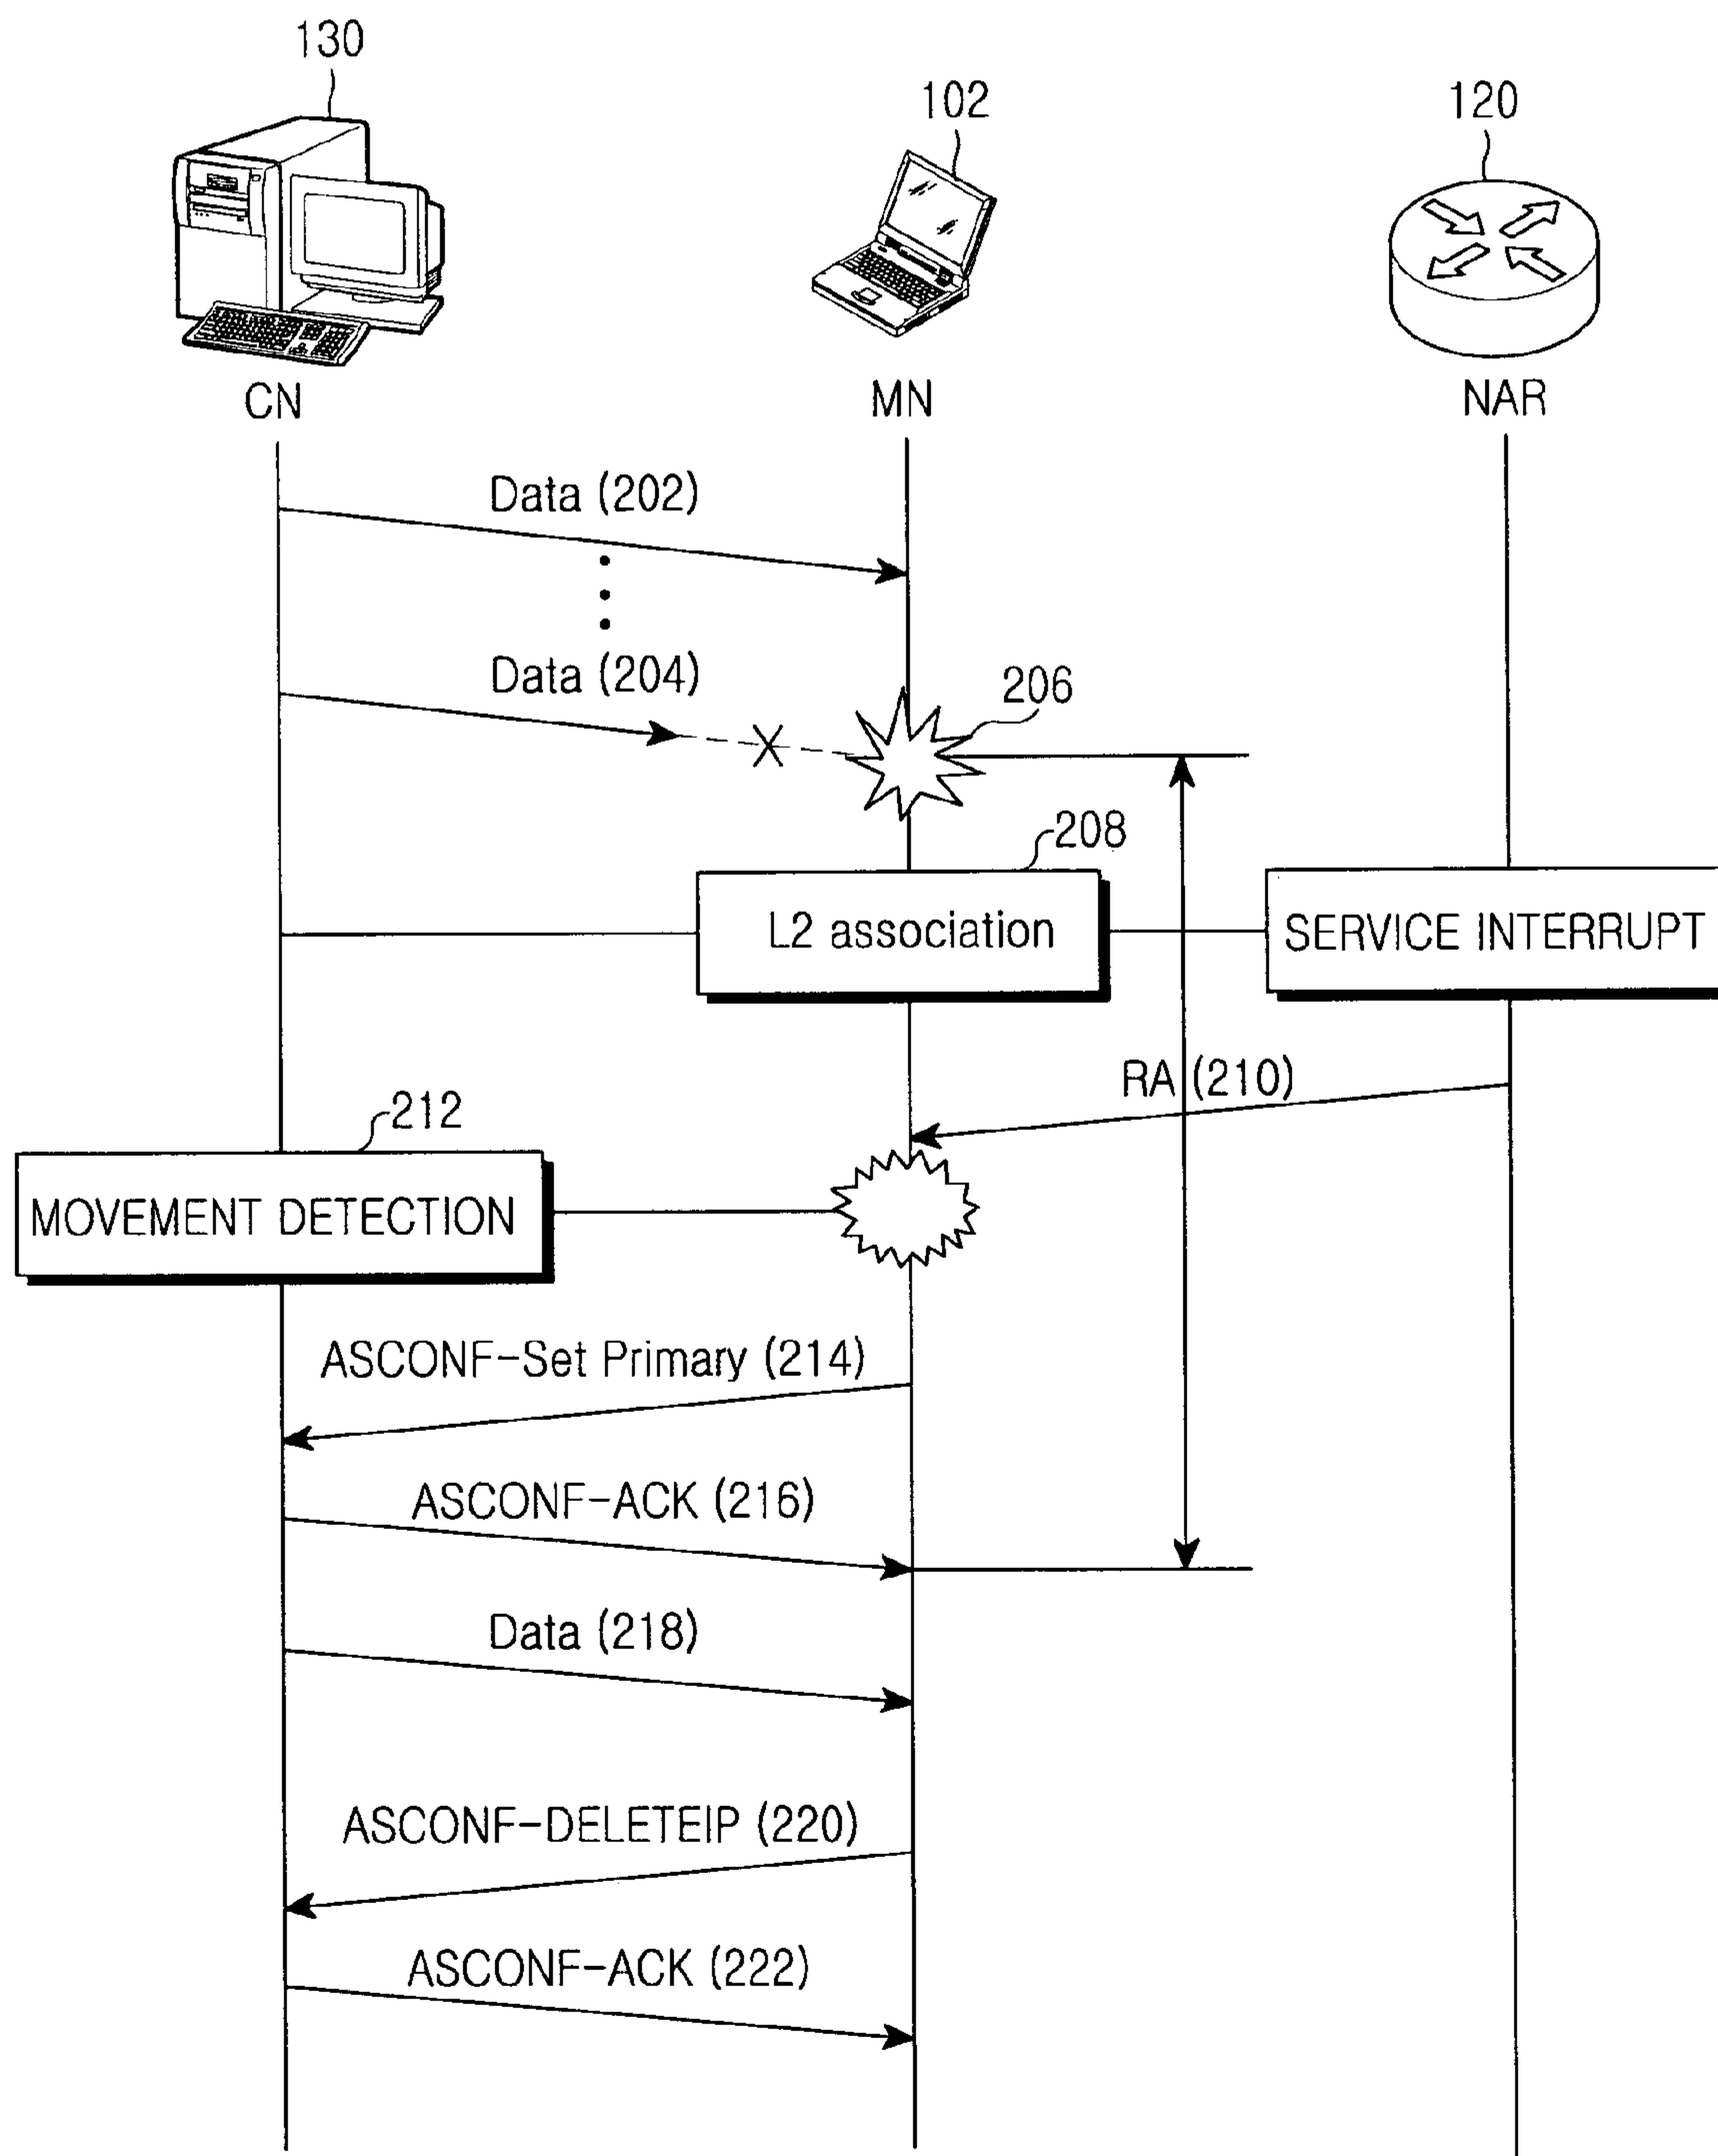 130
102
120
CN
MN
NAR
Data (202)
Data (204)
206
208
L2 association
SERVICE INTERRUPT
RA (210)
212
MOVEMENT DETECTION
ASCONF-Set Primary (214)
ASCONF-ACK (216)
Data (218)
ASCONF-DELETEIP (220)
ASCONF-ACK (222)